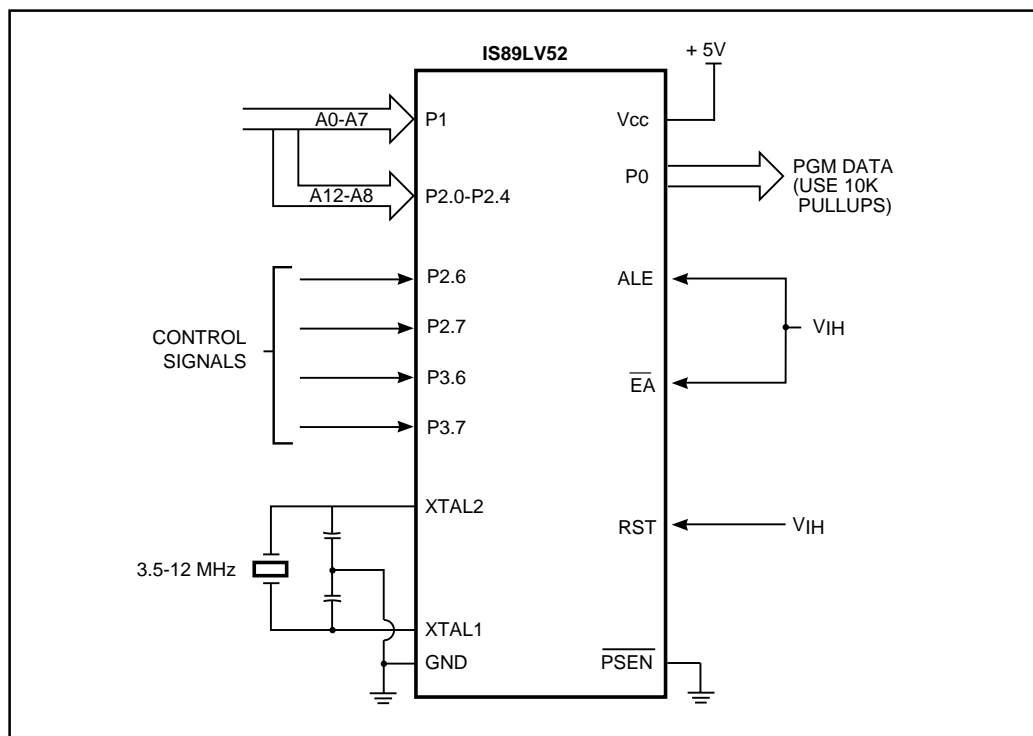 IS89LV52
+ 5V
A0-A7
P1
Vcc
P0
PGM DATA
(USE 10K
PULLUPS)
A12-A8
P2.0-P2.4
P2.6
ALE
CONTROL
SIGNALS
P2.7
VIH
P3.6
EA
P3.7
XTAL2
RST
VIH
3.5-12 MHz
XTAL1
GND
PSEN